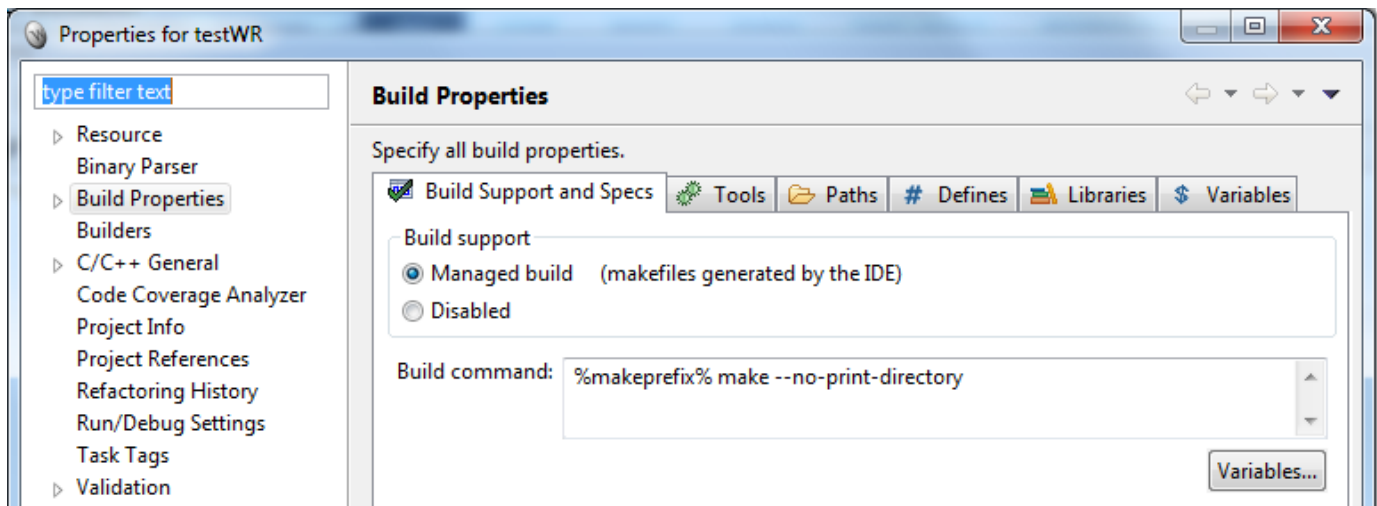 Properties for testWR
type filter text
Resource
Binary Parser
Build Properties
Builders
C/C++ General
Code Coverage Analyzer
Project Info
Project References
Refactoring History
Run/Debug Settings
Task Tags
Validation
Build Properties
Specify all build properties.
Build Support and Specs Tools Paths # Defines Libraries $ Variables
Build support
Managed build (makefiles generated by the IDE)
Disabled
Build command: %makeprefix% make --no-print-directory
Variables...